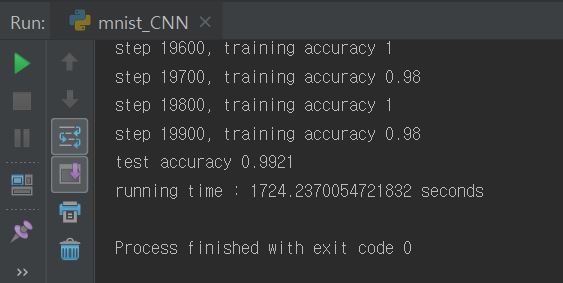 Run: mnist_CNN
step 19600, training accuracy 1
step 19700, training accuracy 0.98
step 19800, training accuracy 1
step 19900, training accuracy 0.98
test accuracy 0.9921
running time : 1724.2370054721832 seconds
Process finished with exit code 0